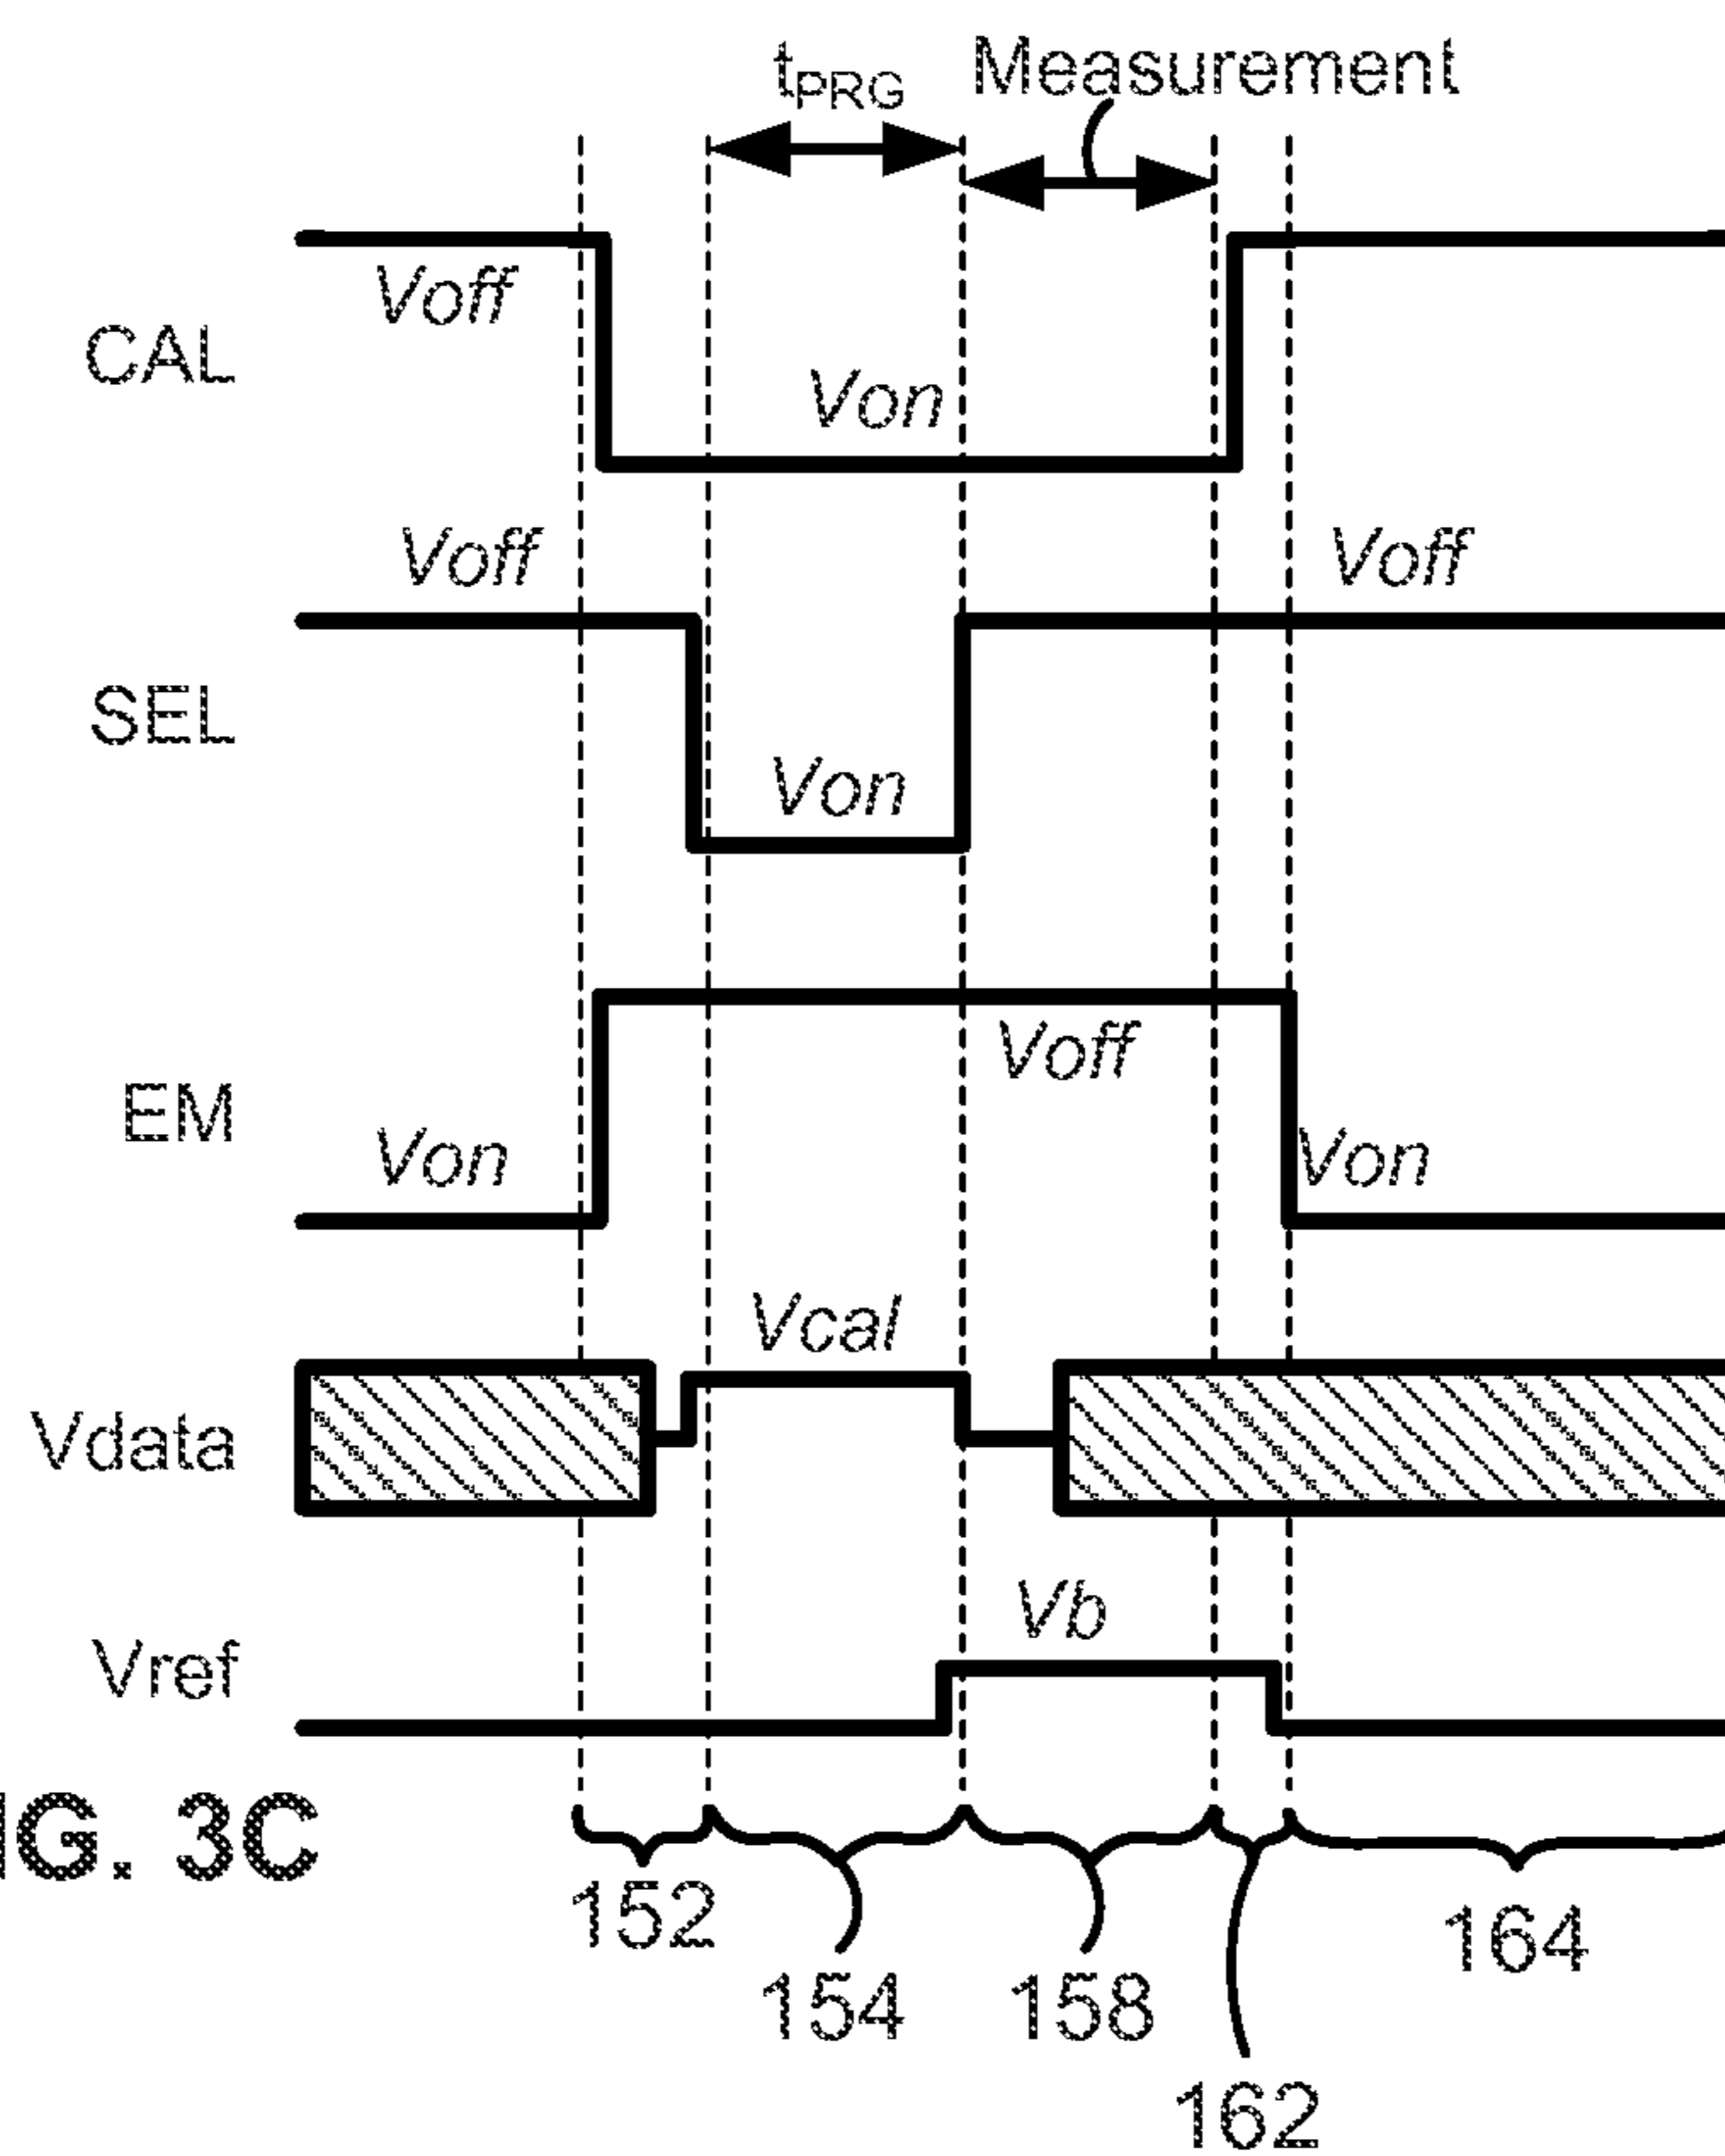 tPRG Measurement
Voff
CAL
Von
Voff Voff
SEL
Von
Voff
EM
Von Von
Vcal
Vdata
Vb
Vref
IG. 3C
152
164
154 158
162